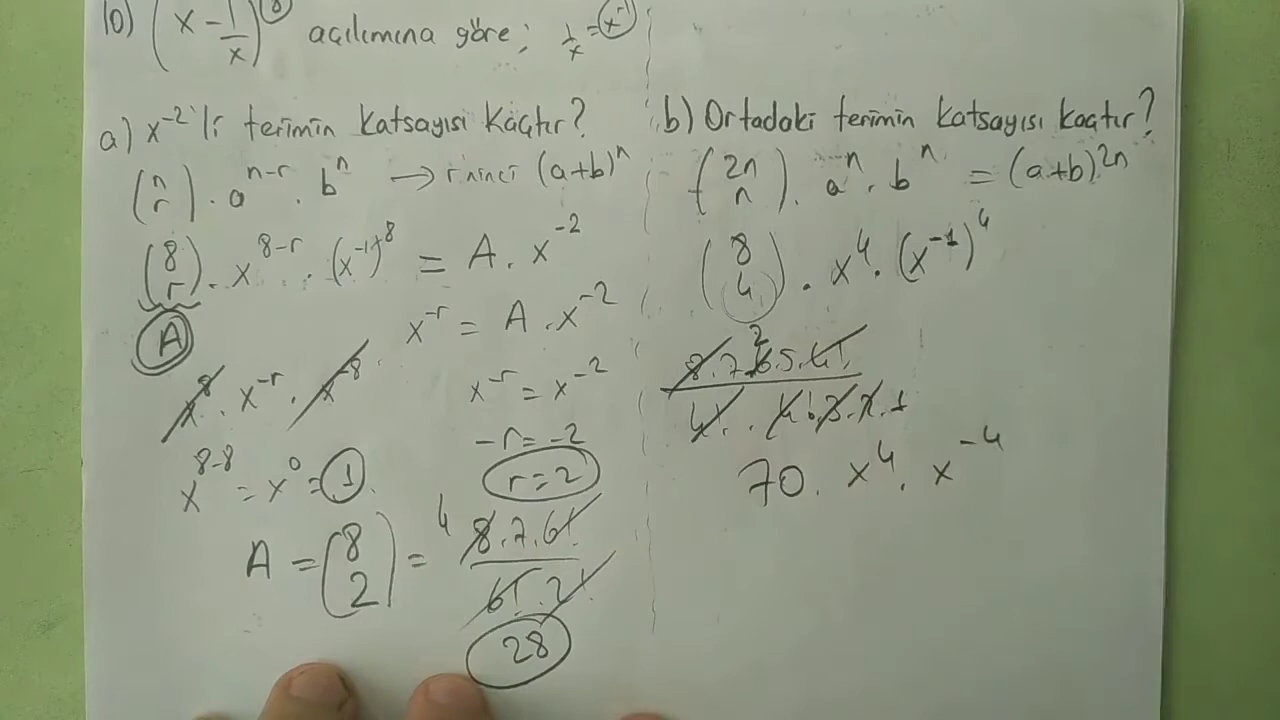 10) (x - 1/x)^8 açılımına göre; 1/x = x^-1
a) x^-2'li terimin katsayısı kaçtır?
(n r) . a^n-r . b^n → r ninci (a+b)^n
(8 r) . x^8-r . (x^-1)^8 = A . x^-2
A
x^-r = A . x^-2
x^8 . x^-r . x^-8
x^-r = x^-2
-r = -2
x^8-8 = x^0 = 1
r = 2
A = (8 2) = 4 8.7.6! / 6!.2!
28
b) Ortadaki terimin katsayısı kaçtır?
(2n n) . a^n . b^n = (a+b)^2n
(8 4) . x^4 . (x^-1)^4
8.7.6.5.4! / 4! . 4.3.2.1
2
70 . x^4 . x^-4